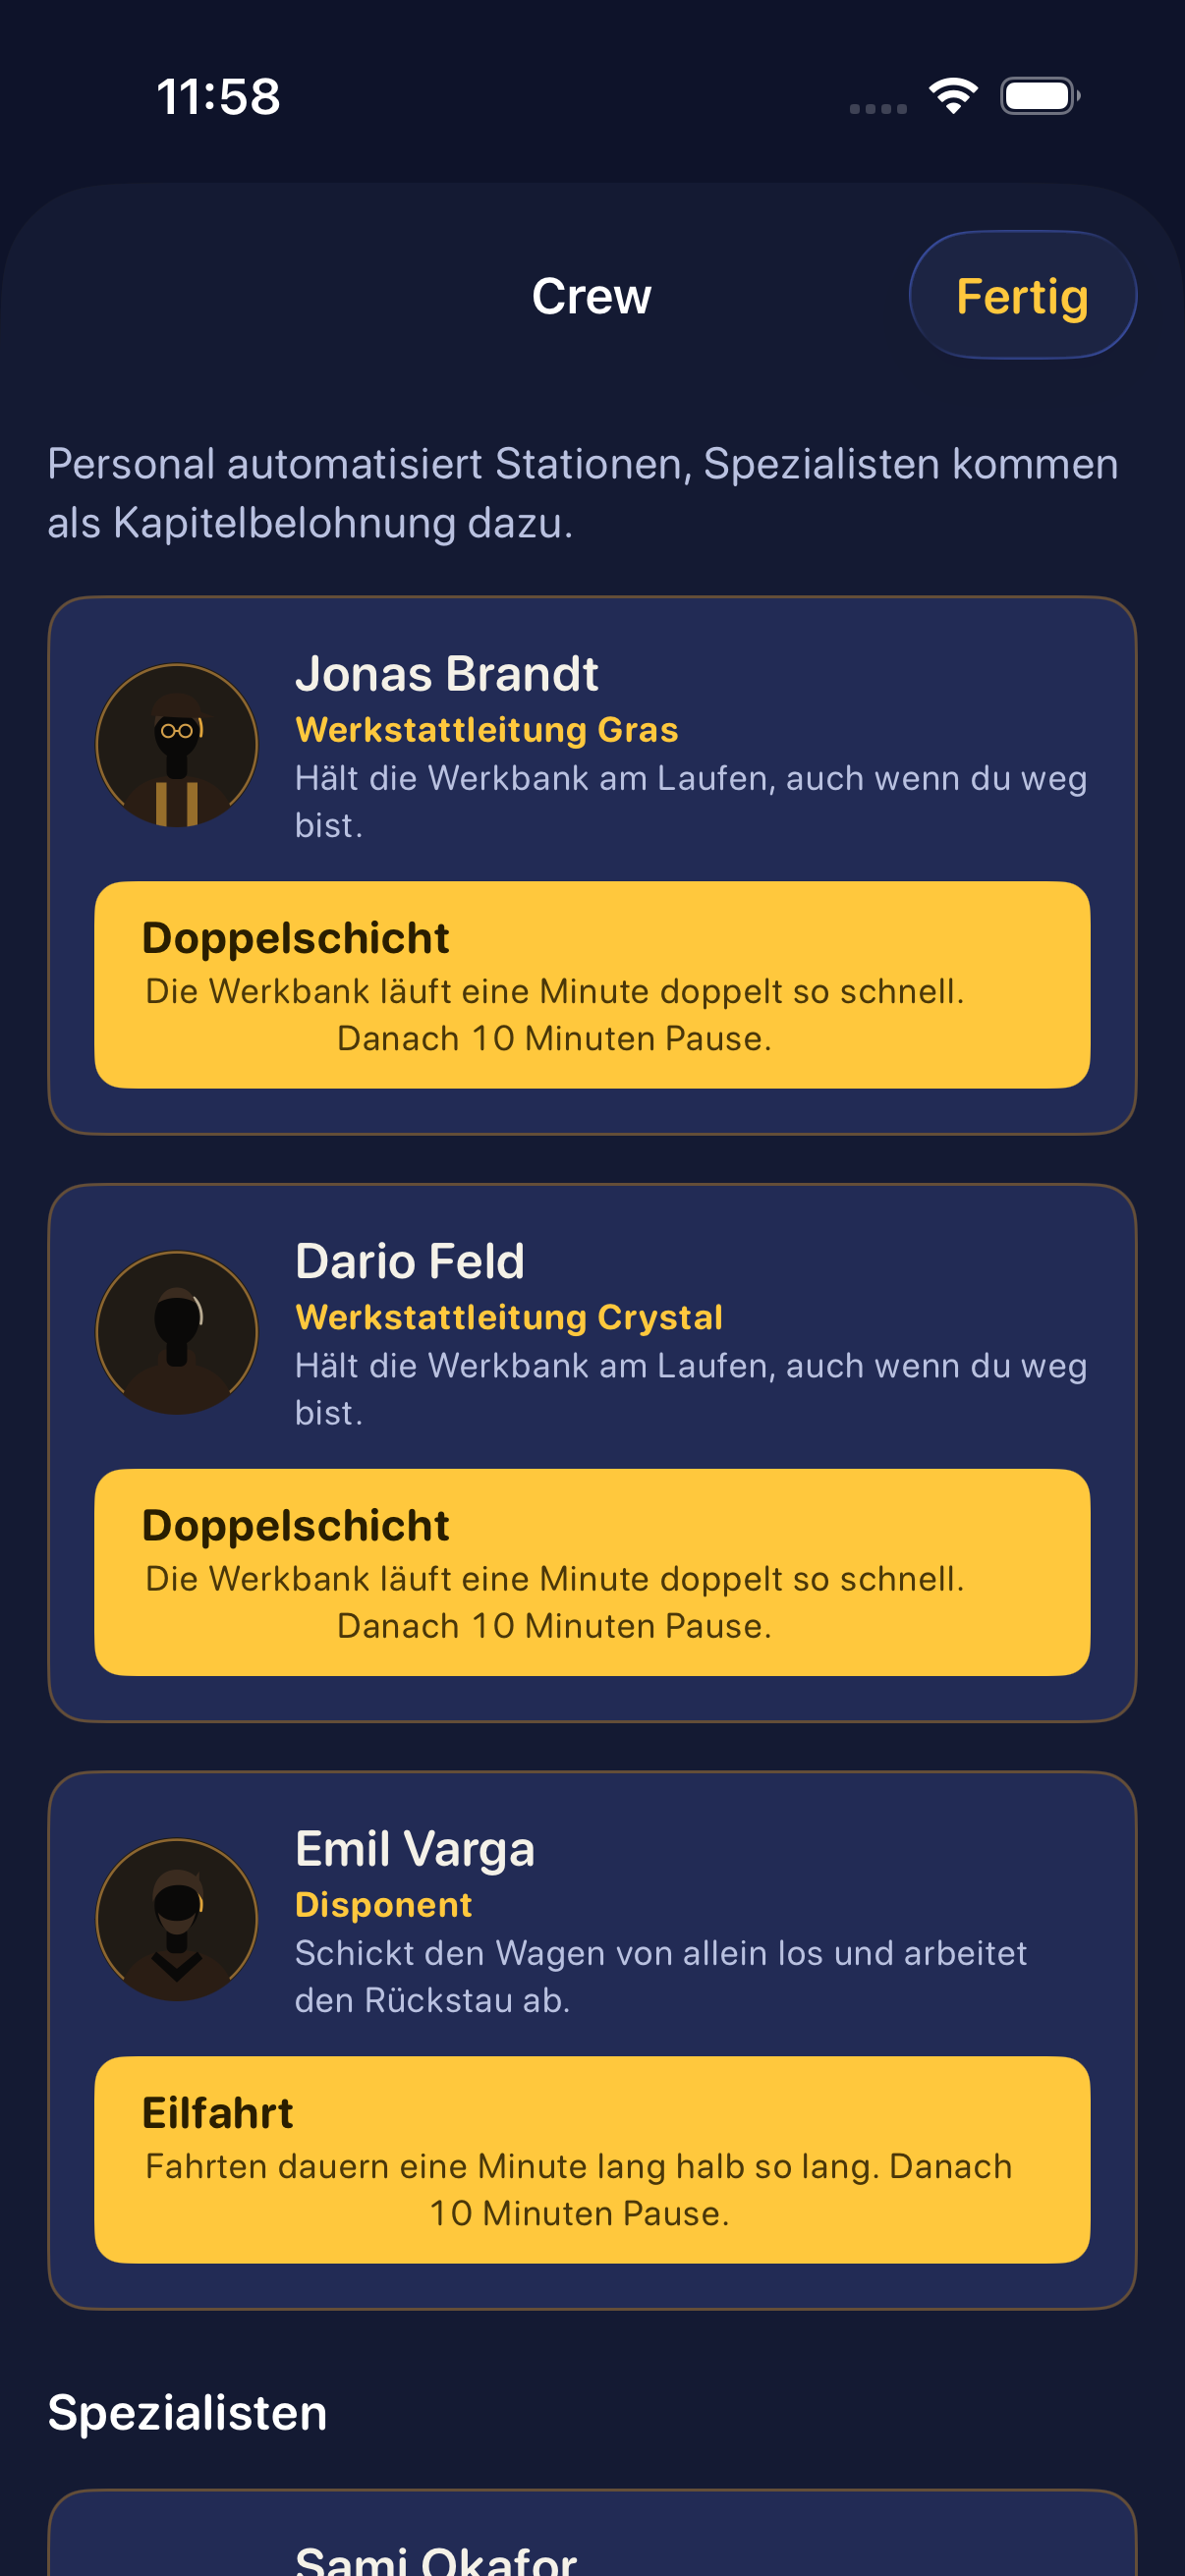 11:58
Crew
Fertig
Personal automatisiert Stationen, Spezialisten kommen
als Kapitelbelohnung dazu.
Jonas Brandt
Werkstattleitung Gras
Hält die Werkbank am Laufen, auch wenn du weg
bist.
Doppelschicht
Die Werkbank läuft eine Minute doppelt so schnell.
Danach 10 Minuten Pause.
Dario Feld
Werkstattleitung Crystal
Hält die Werkbank am Laufen, auch wenn du weg
bist.
Doppelschicht
Die Werkbank läuft eine Minute doppelt so schnell.
Danach 10 Minuten Pause.
Emil Varga
Disponent
Schickt den Wagen von allein los und arbeitet
den Rückstau ab.
Eilfahrt
Fahrten dauern eine Minute lang halb so lang. Danach
10 Minuten Pause.
Spezialisten
Sami Okafor